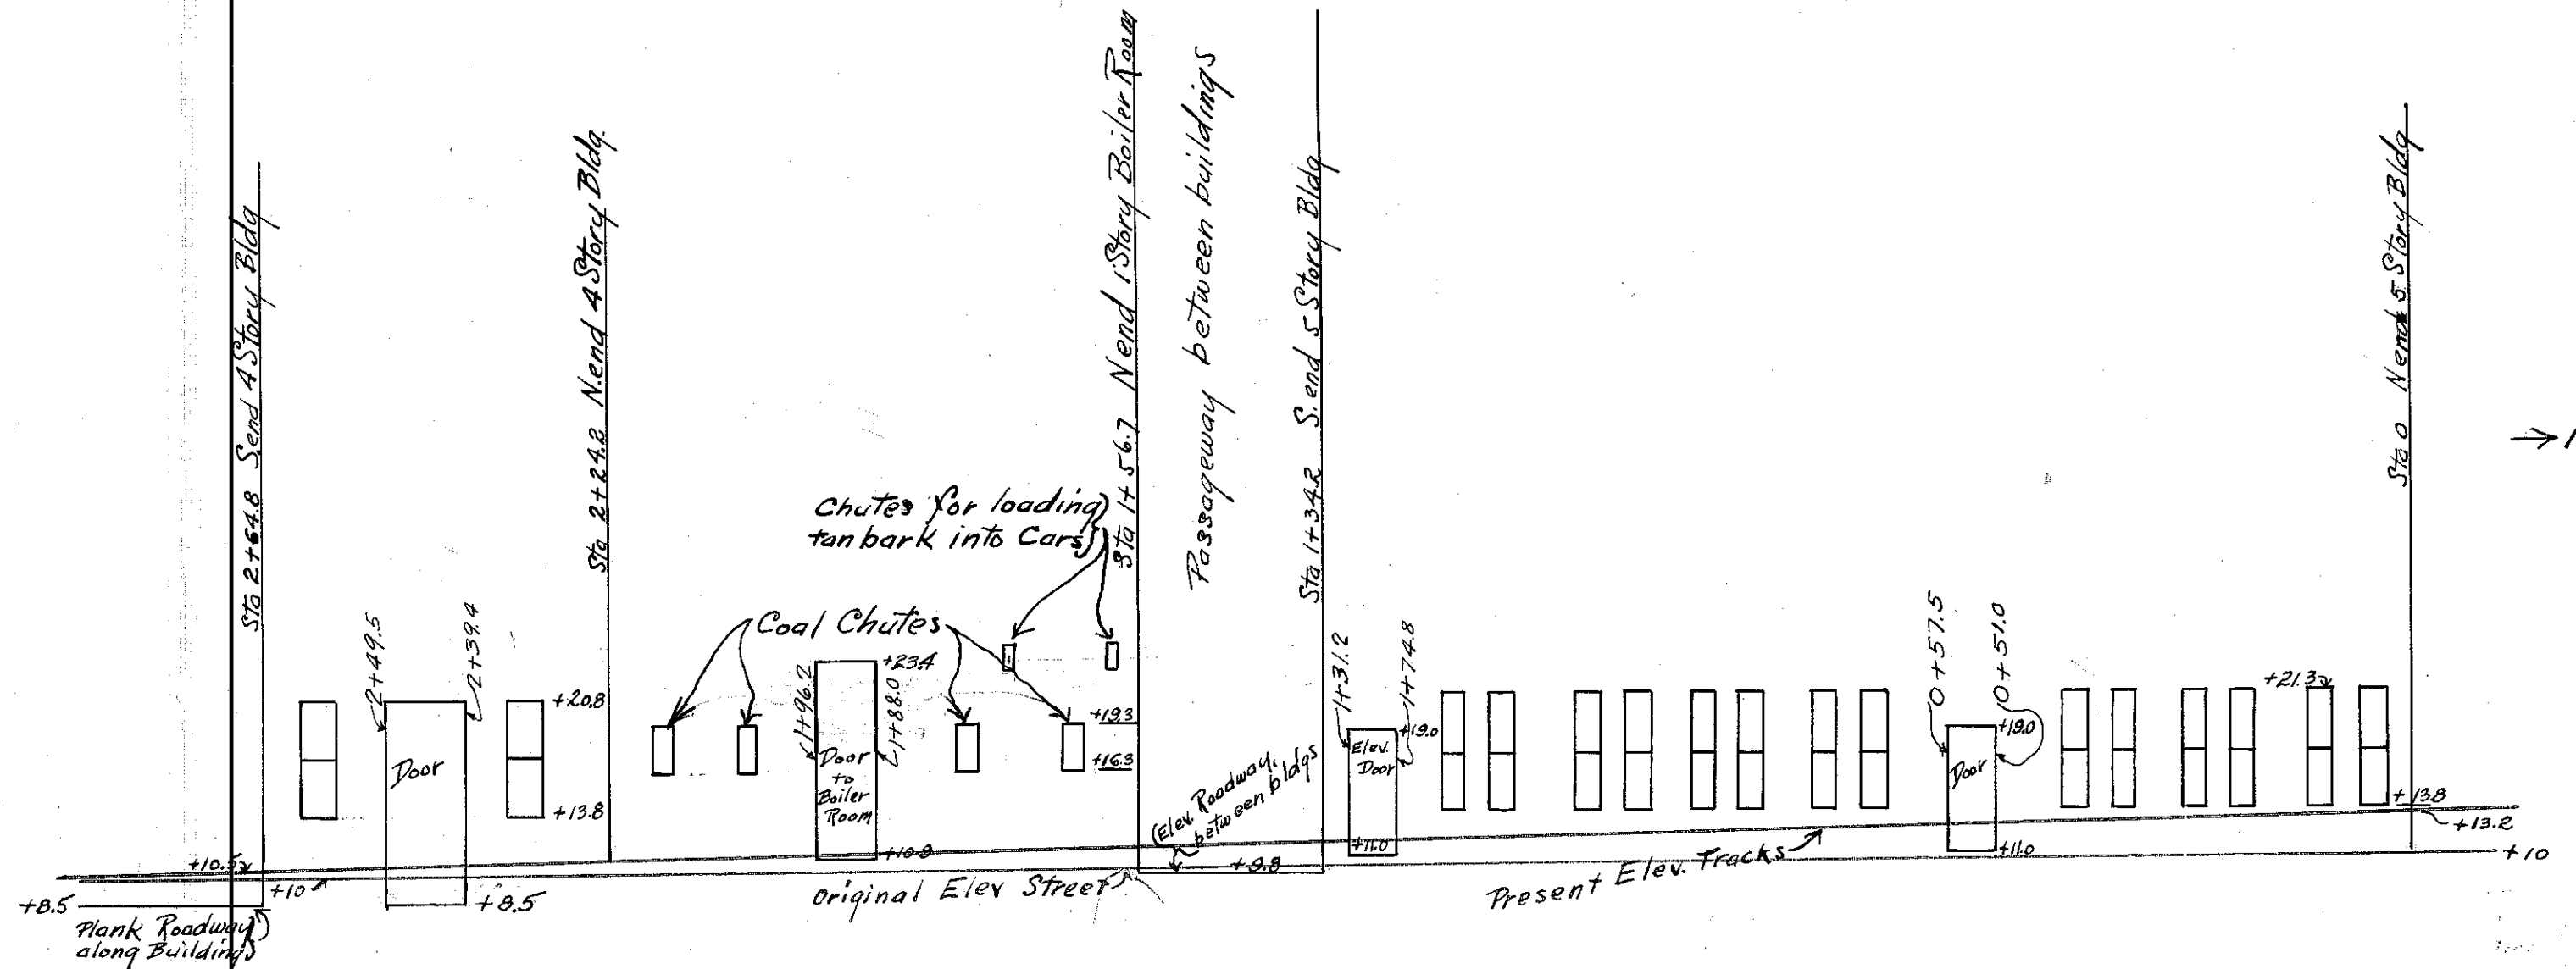 Sta 2+64.8 S.end 4 Story Bldg
Sta 2+24.8 N.end 4 Story Bldg.
Sta 1+56.7 N end 1 Story Boiler Room
Passageway between buildings
Sta 1+34.2 S. end 5 Story Bldg
Sta 0 N end 5 Story Bldg
Chutes for loading
tanbark into Cars
Coal Chutes
2+49.5
2+39.4
Door
+20.8
+13.8
+8.5
1+96.2
1+88.0
+23.4
Door
to
Boiler
Room
+10.9
+19.3
+16.3
(Elev. Roadway.
between bldgs
+9.8
1+31.2
1+74.8
+19.0
Elev.
Door
+11.0
0+57.5
0+51.0
+19.0
Door
+11.0
+21.3
+13.8
+13.2
+10
+10.5
+10
+8.5
Plank Roadway
along Buildings
Original Elev Street
Present Elev. Tracks